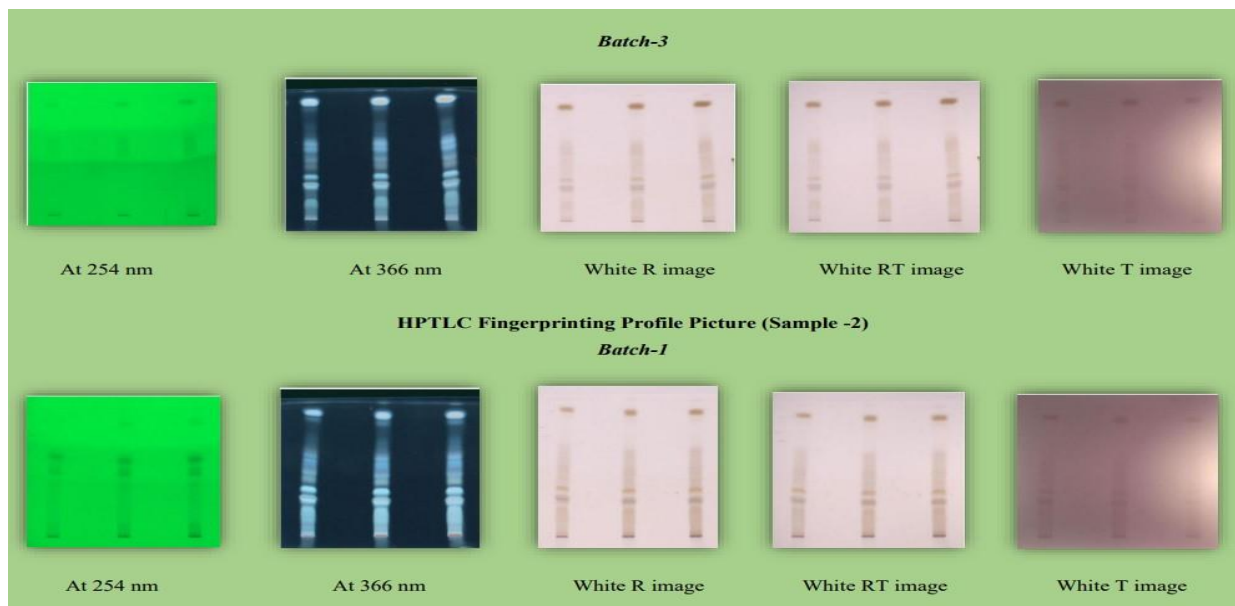 Batch-3
At 254 nm At 366 nm White R image White RT image White T image
HPTLC Fingerprinting Profile Picture (Sample -2)
Batch-1
At 254 nm At 366 nm White R image White RT image White T image